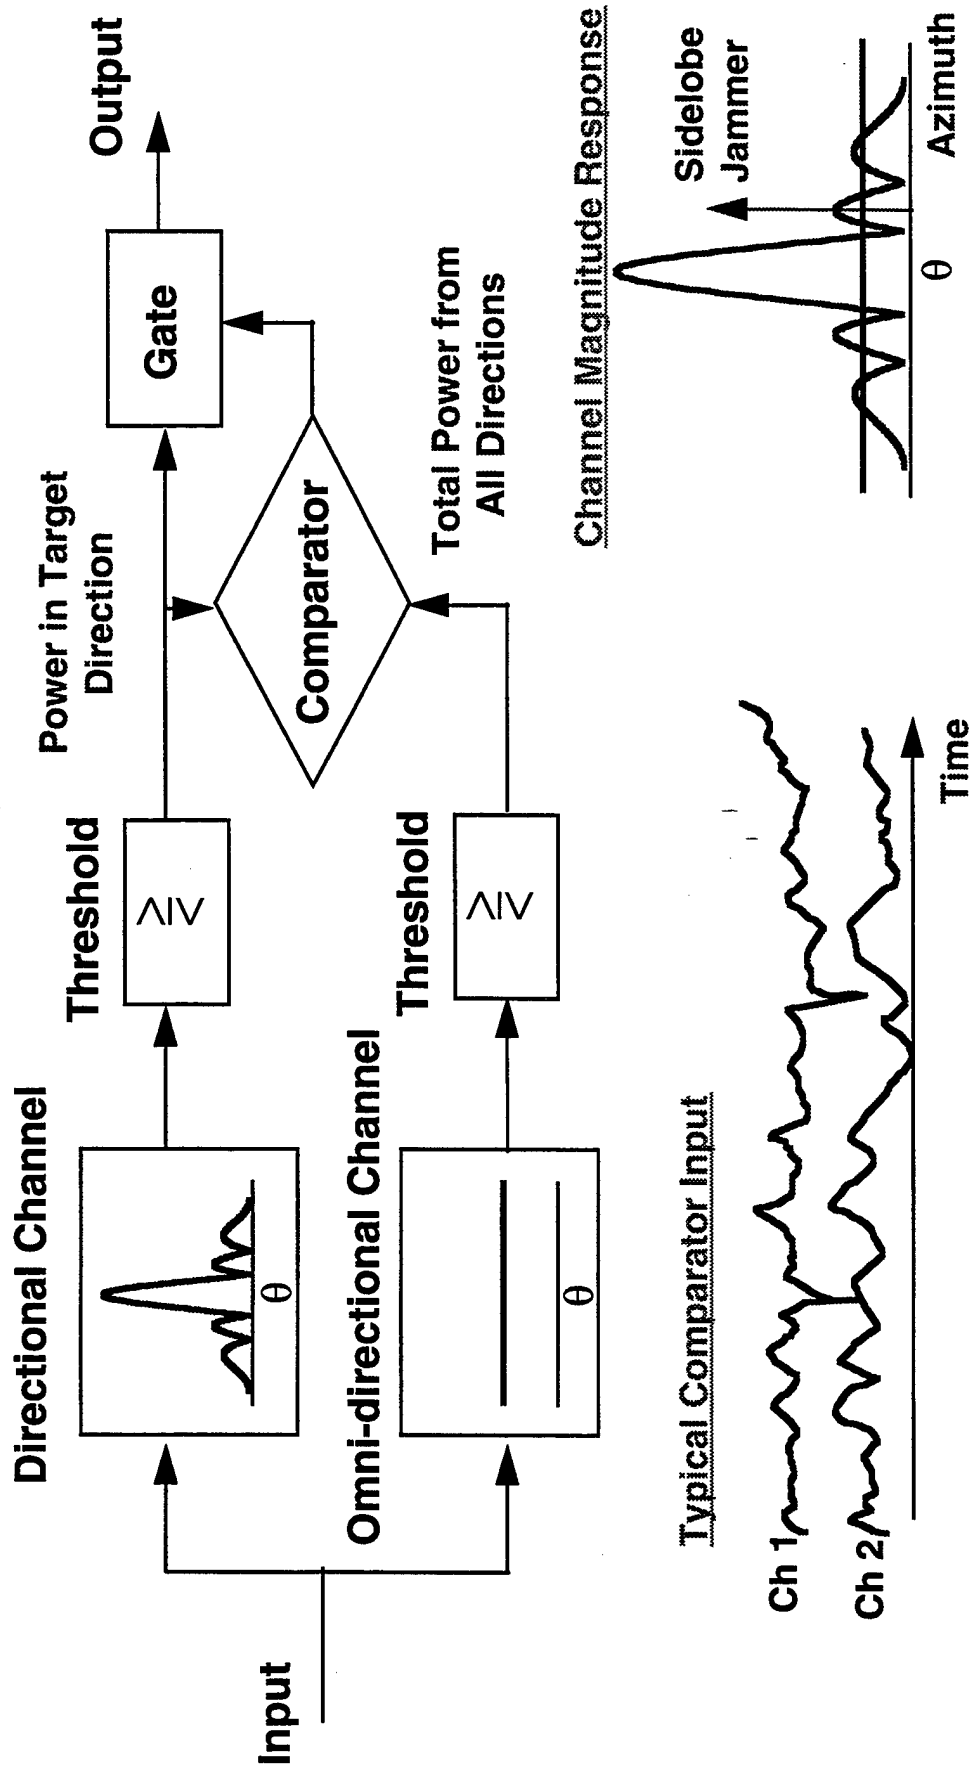 Directional Channel
Threshold
Power in Target
Direction
Output
θ
≥
Gate
Input
Omni-directional Channel
Threshold
Comparator
θ
≥
Total Power from
All Directions
Typical Comparator Input
Ch 1
Ch 2
Time
Channel Magnitude Response
Sidelobe
Jammer
θ
Azimuth